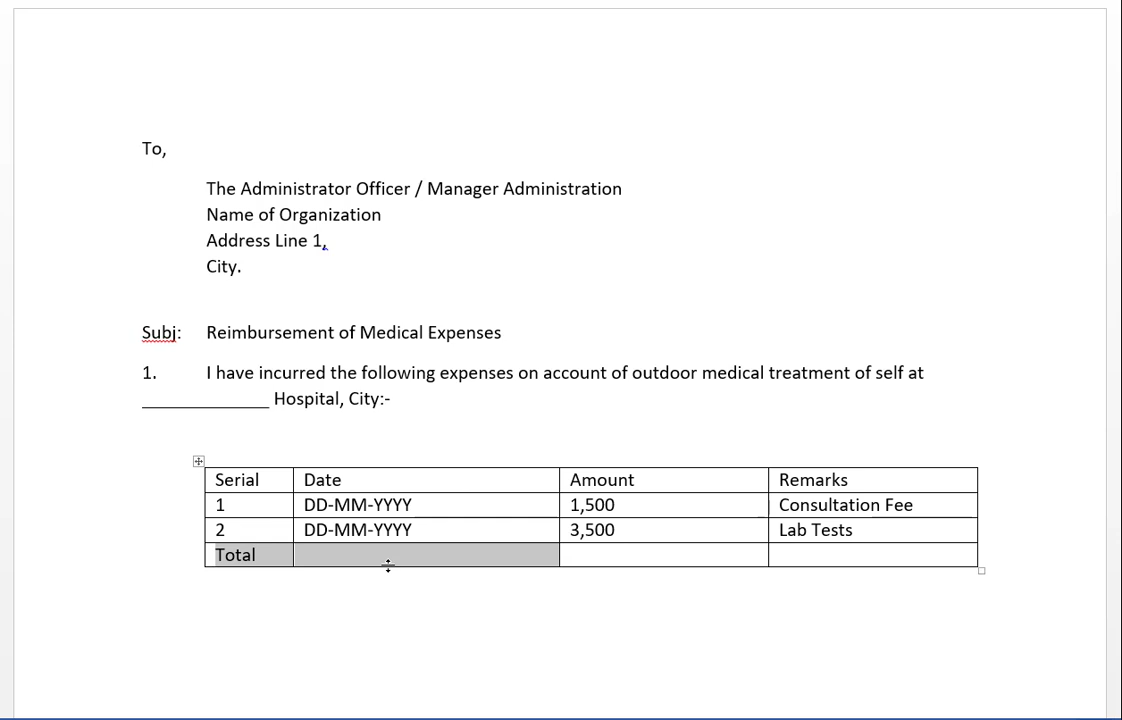 To,
The Administrator Officer / Manager Administration
Name of Organization
Address Line 1,
City.
Subj: Reimbursement of Medical Expenses
1. I have incurred the following expenses on account of outdoor medical treatment of self at
_______________ Hospital, City:-
Serial Date Amount Remarks
1 DD-MM-YYYY 1,500 Consultation Fee
2 DD-MM-YYYY 3,500 Lab Tests
Total